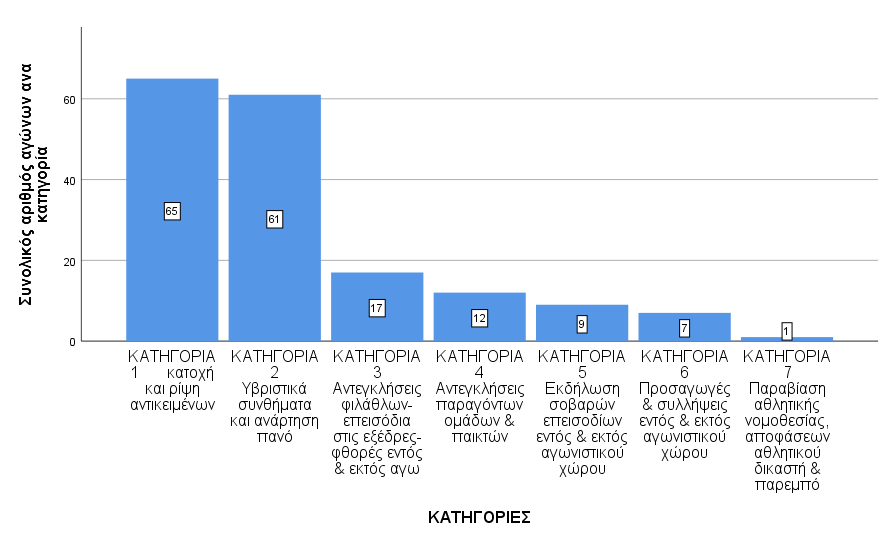 Συνολικός αριθμός αγώνων ανα
κατηγορία
60
40
20
0
65
61
17
12
9
7
1
ΚΑΤΗΓΟΡΙΑ
1 κατοχή
και ρίψη
αντικειμένων
ΚΑΤΗΓΟΡΙΑ
2
Υβριστικά
συνθήματα
και ανάρτηση
πανό
ΚΑΤΗΓΟΡΙΑ
3
Αντεγκλήσεις
φιλάθλων-
επεισόδια
στις εξέδρες-
φθορές εντός
& εκτός αγω
ΚΑΤΗΓΟΡΙΑ
4
Αντεγκλήσεις
παραγόντων
ομάδων &
παικτών
ΚΑΤΗΓΟΡΙΑ
5
Εκδήλωση
σοβαρών
επεισοδίων
εντός & εκτός
αγωνιστικού
χώρου
ΚΑΤΗΓΟΡΙΑ
6
Προσαγωγές
& συλλήψεις
εντός & εκτός
αγωνιστικού
χώρου
ΚΑΤΗΓΟΡΙΑ
7
Παραβίαση
αθλητικής
νομοθεσίας,
αποφάσεων
αθλητικού
δικαστή &
παρεμπό
ΚΑΤΗΓΟΡΙΕΣ